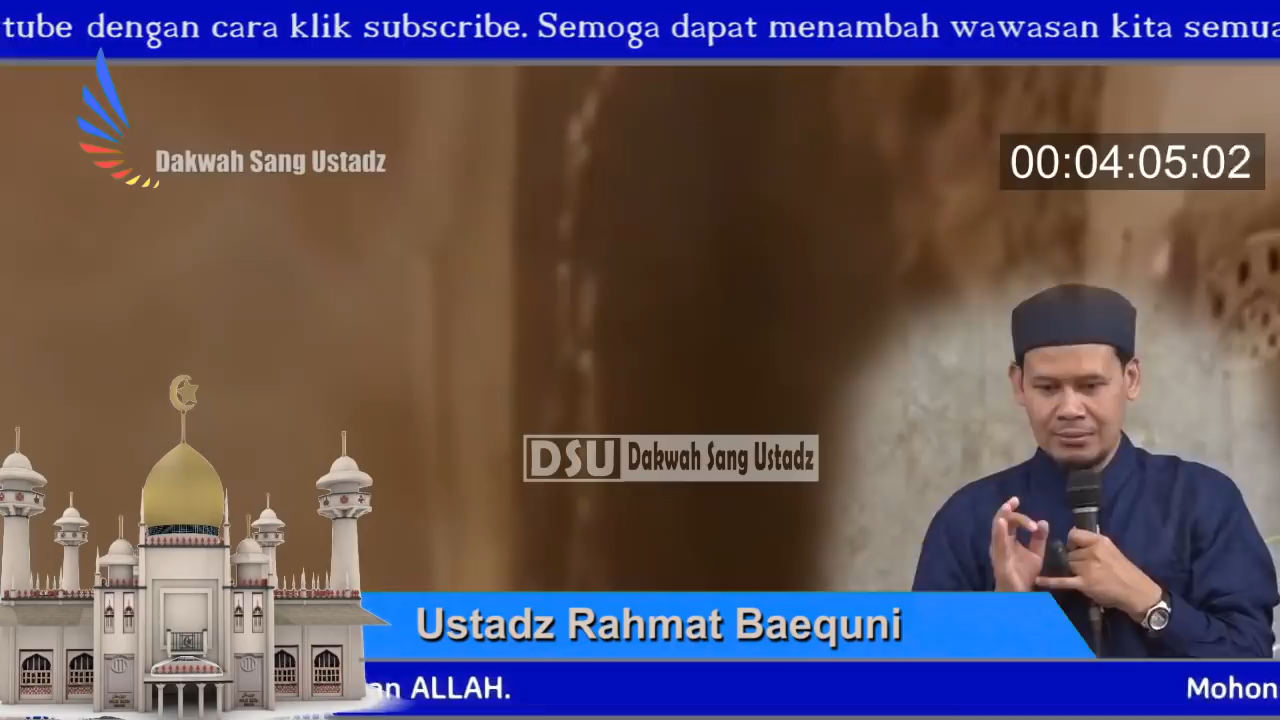 tube dengan cara klik subscribe. Semoga dapat menambah wawasan kita semua
Dakwah Sang Ustadz
00:04:05:02
DSU Dakwah Sang Ustadz
Ustadz Rahmat Baequni
an ALLAH.
Mohon